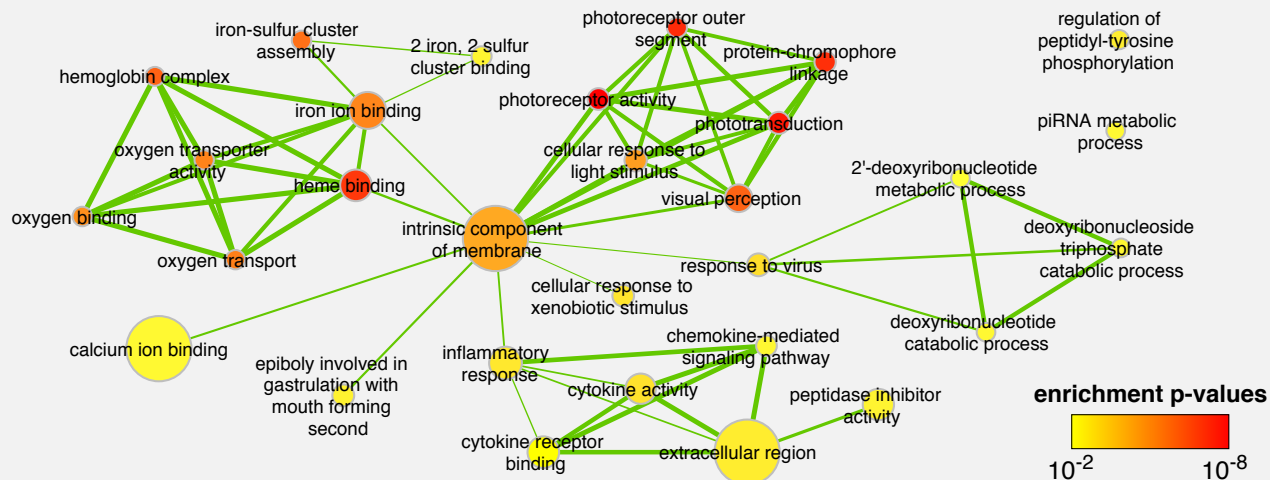 photoreceptor outer
segment
regulation of
peptidyl-tyrosine
phosphorylation
iron-sulfur cluster
assembly
2 iron, 2 sulfur
cluster binding
protein-chromophore
linkage
hemoglobin complex
photoreceptor activity
iron ion binding
phototransduction
piRNA metabolic
process
oxygen transporter
activity
cellular response to
light stimulus
2'-deoxyribonucleotide
metabolic process
heme binding
visual perception
oxygen binding
intrinsic component
of membrane
deoxyribonucleoside
triphosphate
catabolic process
oxygen transport
response to virus
cellular response to
xenobiotic stimulus
deoxyribonucleotide
catabolic process
calcium ion binding
chemokine-mediated
signaling pathway
inflammatory
response
epiboly involved in
gastrulation with
mouth forming
second
cytokine activity
peptidase inhibitor
activity
cytokine receptor
binding
extracellular region
enrichment p-values
10-2
10-8